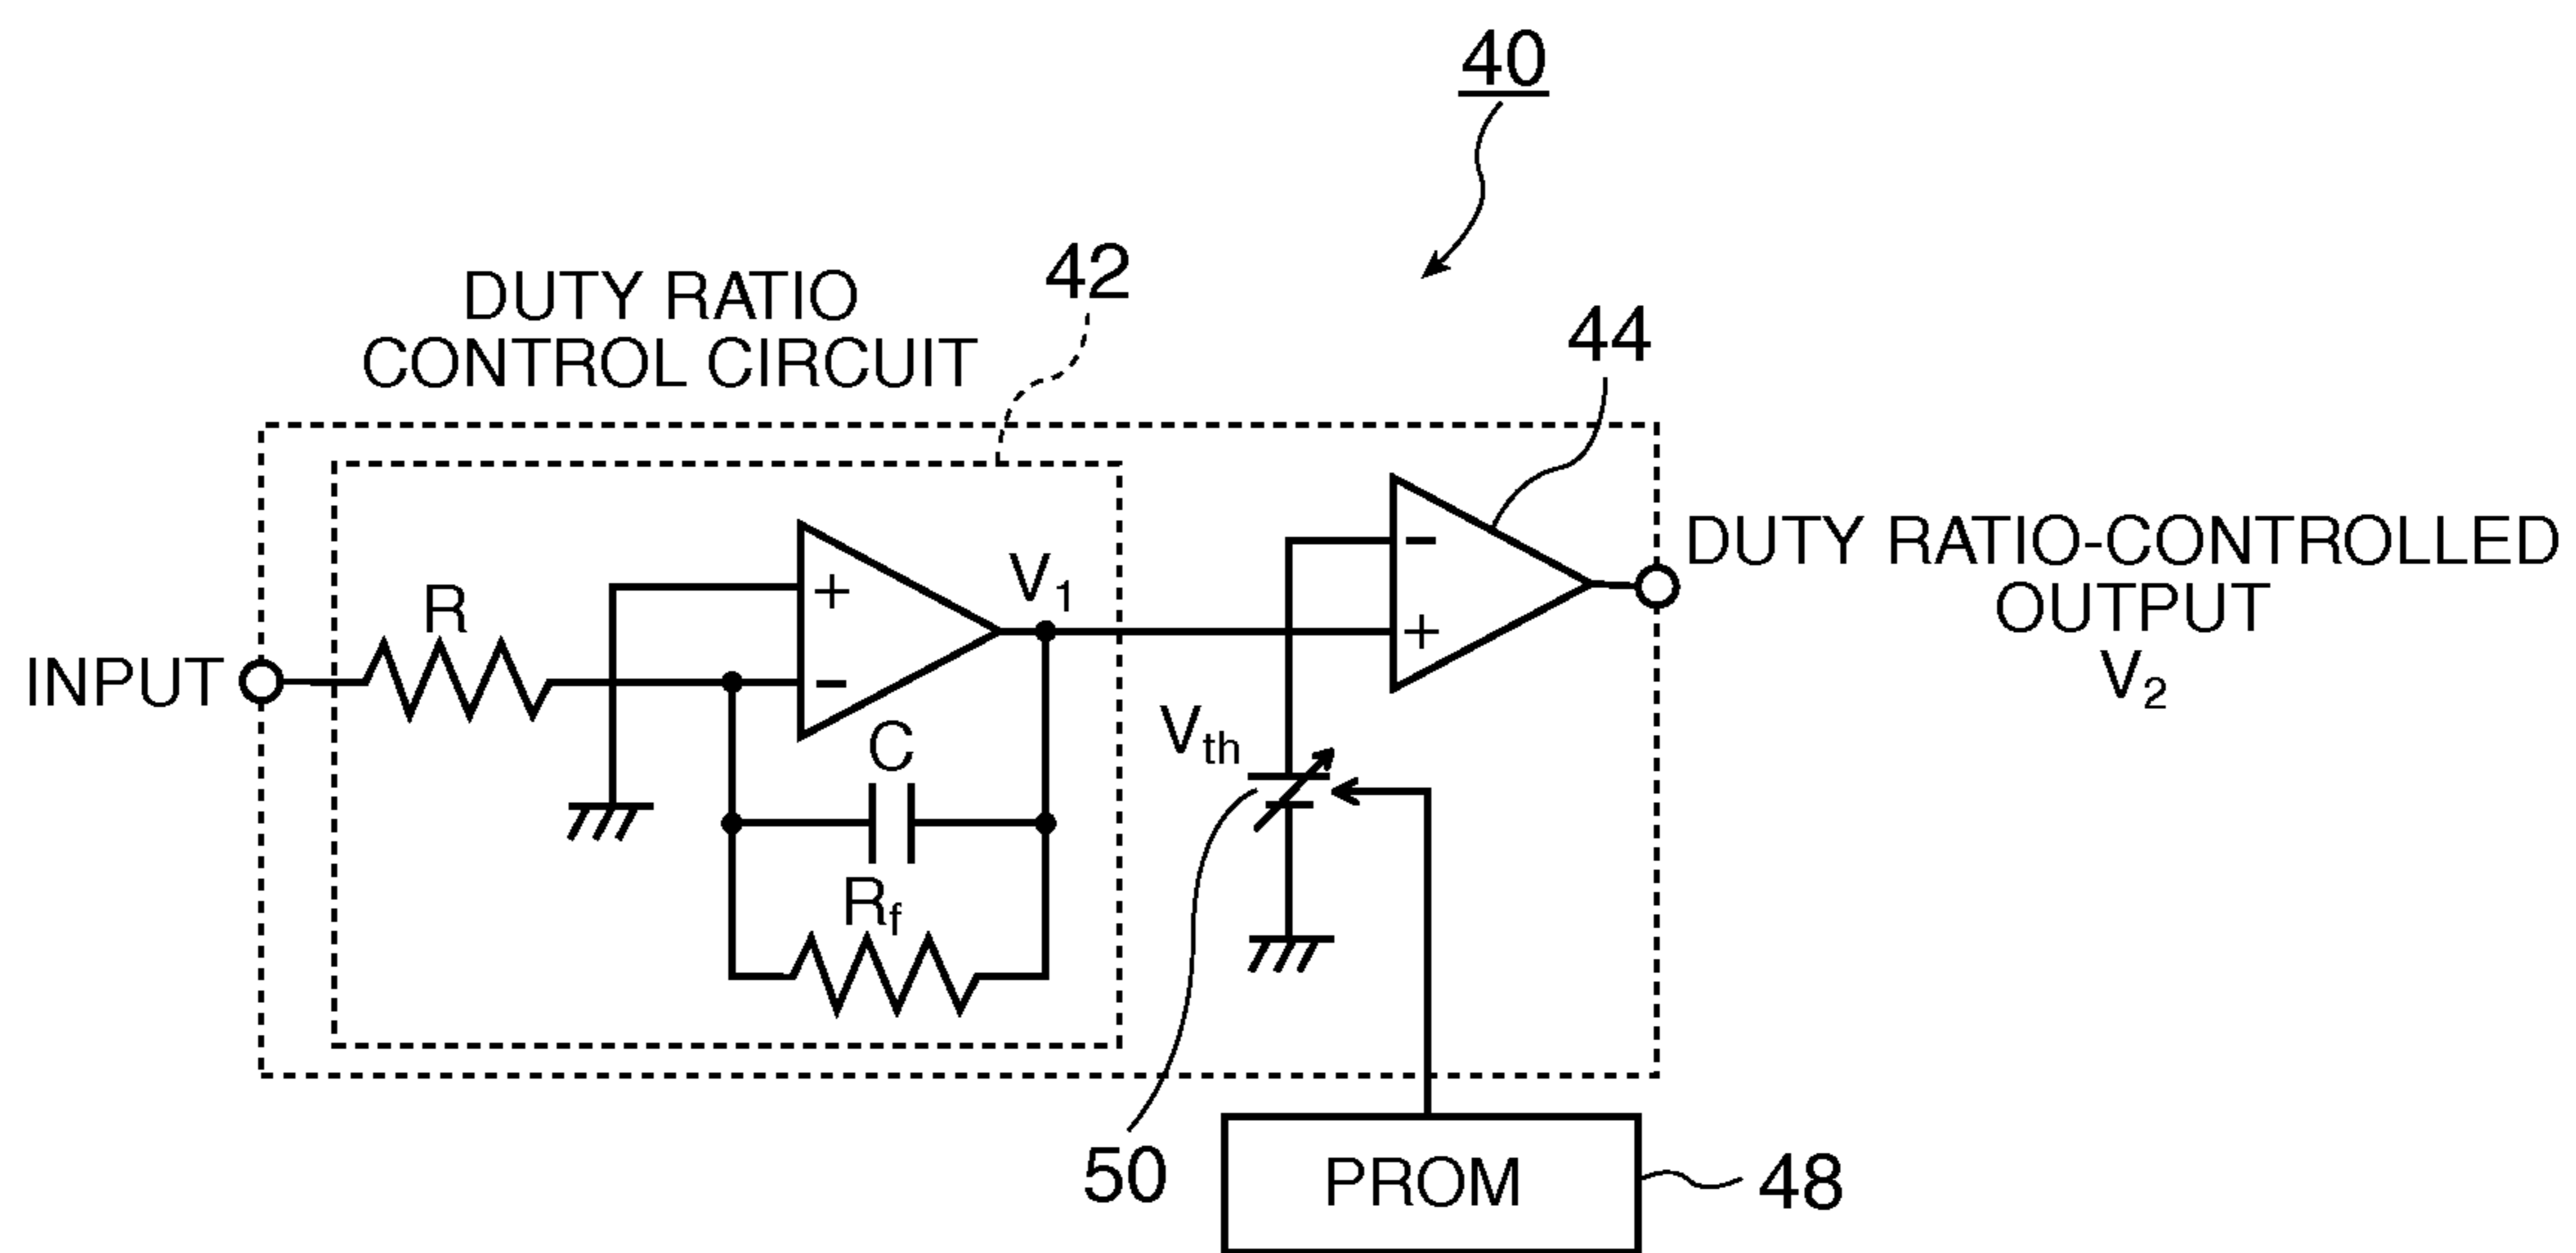 40
42
DUTY RATIO
CONTROL CIRCUIT
44
DUTY RATIO-CONTROLLED
OUTPUT
V2
V1
+
-
-
+
R
INPUT
C
Vth
Rf
50
PROM
48